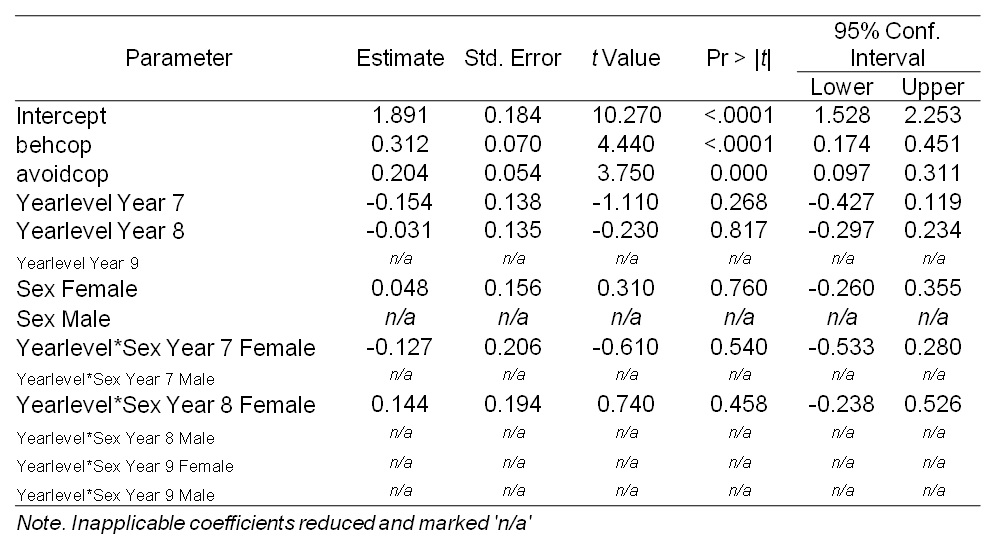 Parameter Estimate Std. Error t Value Pr > |t| 95% Conf. Interval
Lower Upper
Intercept 1.891 0.184 10.270 <.0001 1.528 2.253
behcop 0.312 0.070 4.440 <.0001 0.174 0.451
avoidcop 0.204 0.054 3.750 0.000 0.097 0.311
Yearlevel Year 7 -0.154 0.138 -1.110 0.268 -0.427 0.119
Yearlevel Year 8 -0.031 0.135 -0.230 0.817 -0.297 0.234
Yearlevel Year 9 n/a n/a n/a n/a n/a n/a
Sex Female 0.048 0.156 0.310 0.760 -0.260 0.355
Sex Male n/a n/a n/a n/a n/a n/a
Yearlevel*Sex Year 7 Female -0.127 0.206 -0.610 0.540 -0.533 0.280
Yearlevel*Sex Year 7 Male n/a n/a n/a n/a n/a n/a
Yearlevel*Sex Year 8 Female 0.144 0.194 0.740 0.458 -0.238 0.526
Yearlevel*Sex Year 8 Male n/a n/a n/a n/a n/a n/a
Yearlevel*Sex Year 9 Female n/a n/a n/a n/a n/a n/a
Yearlevel*Sex Year 9 Male n/a n/a n/a n/a n/a n/a
Note. Inapplicable coefficients reduced and marked 'n/a'